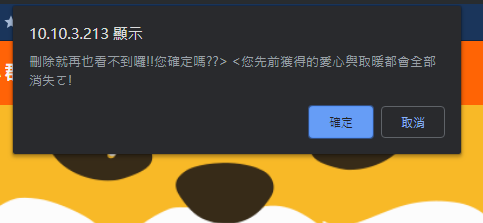 10.10.3.213 顯示
刪除就再也看不到囉!!您確定嗎??> <您先前獲得的愛心與取暖都會全部
消失ㄛ!
確定
取消